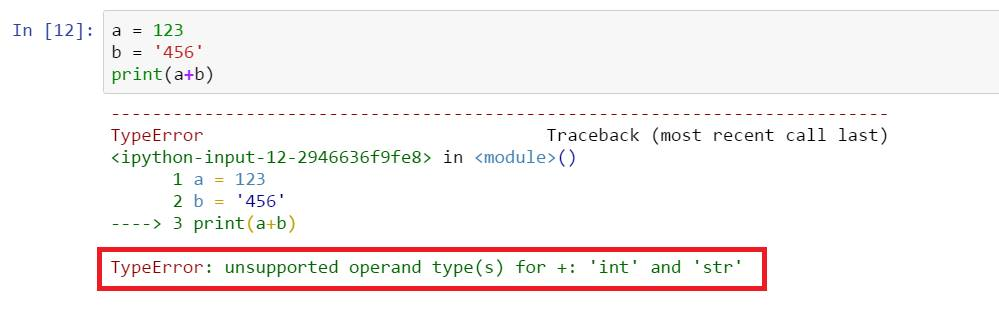 In [12]: a = 123
b = '456'
print(a+b)
---------------------------------------------------------------------------
TypeError Traceback (most recent call last)
<ipython-input-12-2946636f9fe8> in <module>()
1 a = 123
2 b = '456'
----> 3 print(a+b)
TypeError: unsupported operand type(s) for +: 'int' and 'str'